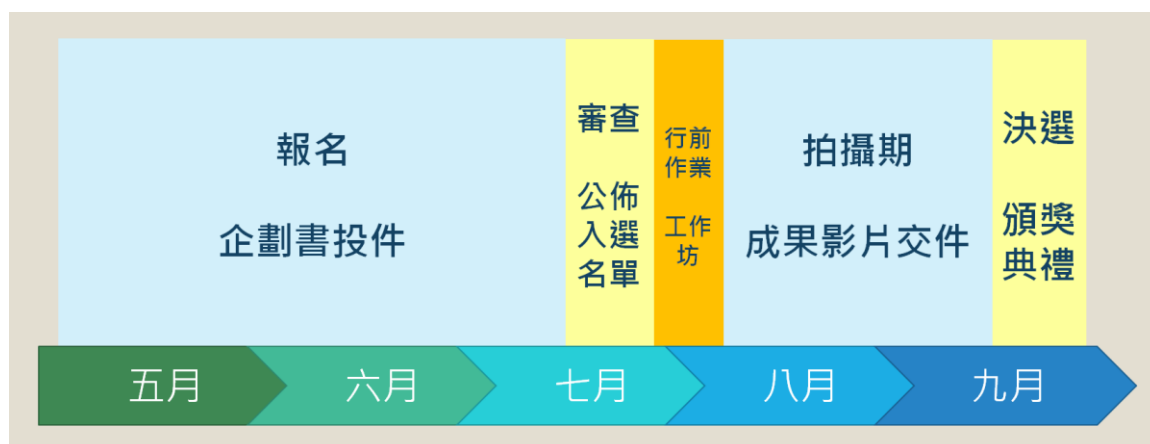 報名
企劃書投件
審查
公佈
入選
名單
行前
作業
工作
坊
拍攝期
成果影片交件
決選
頒獎
典禮
五月
六月
七月
八月
九月